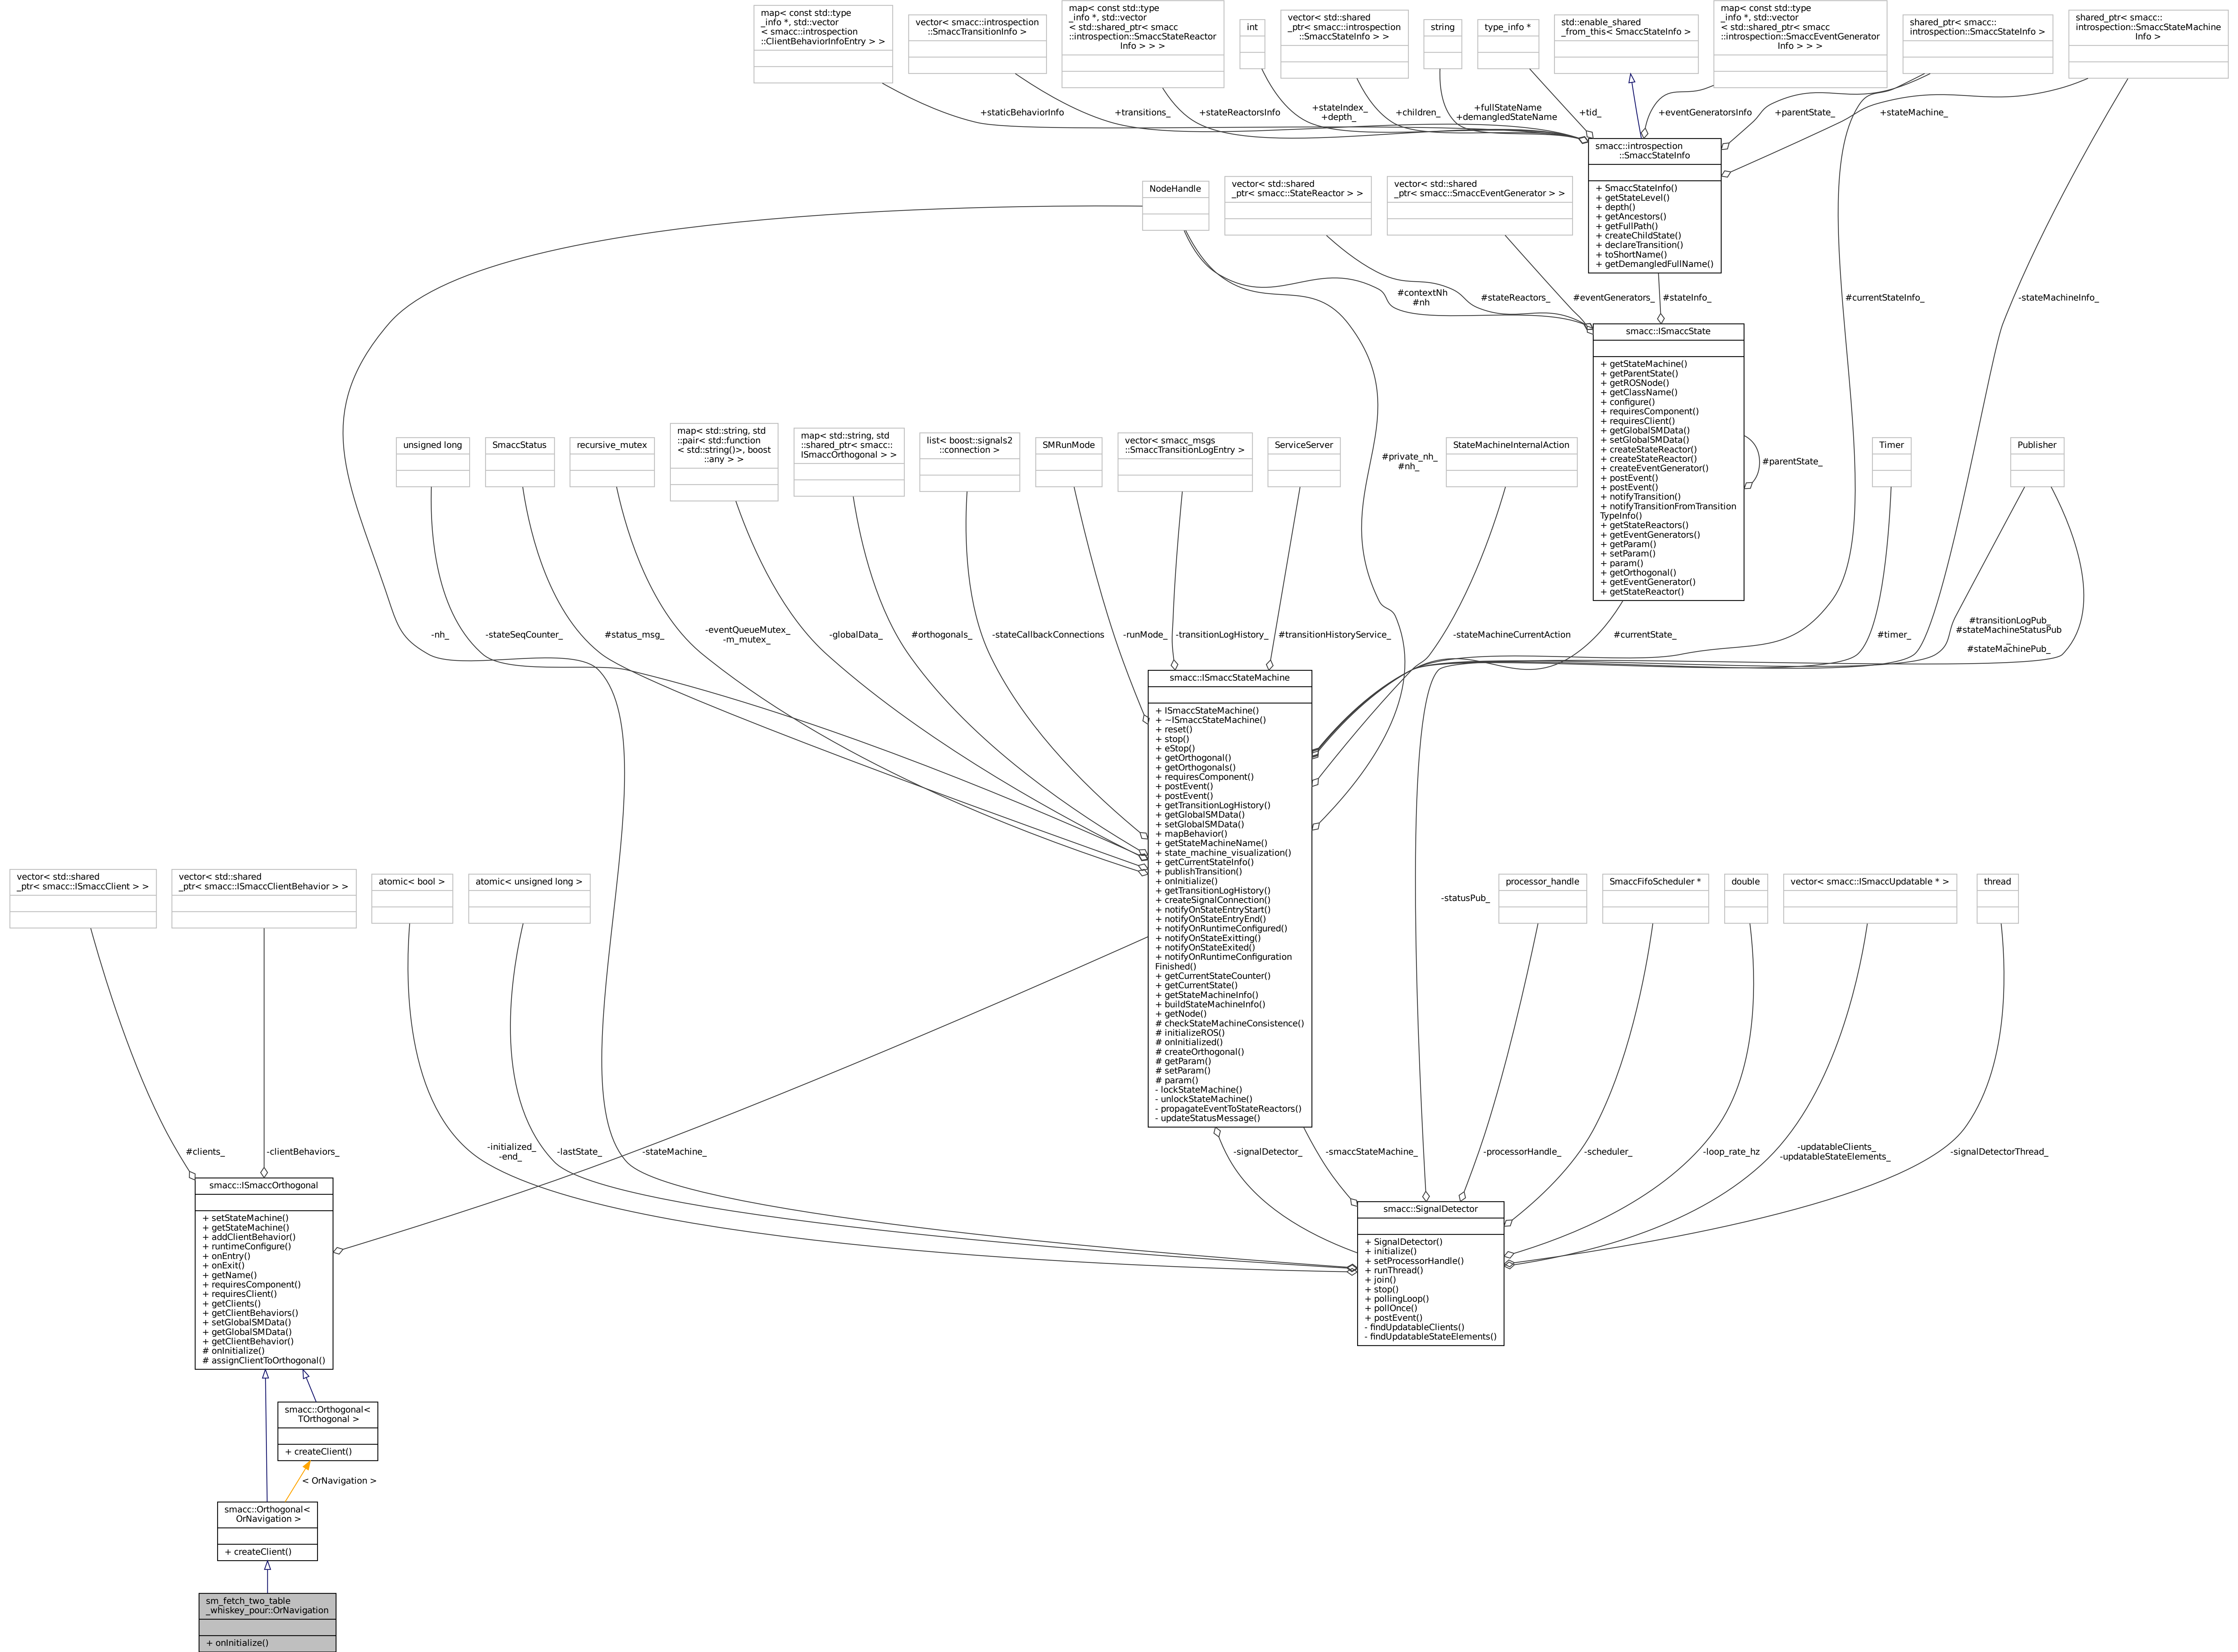 map< const std::type
_info *, std::vector
< smacc::introspection
::ClientBehaviorInfoEntry > >
vector< smacc::introspection
::SmaccTransitionInfo >
map< const std::type
_info *, std::vector
< std::shared_ptr< smacc
::introspection::SmaccStateReactor
Info > > >
int
vector< std::shared
_ptr< smacc::introspection
::SmaccStateInfo > >
string
type_info *
std::enable_shared
_from_this< SmaccStateInfo >
map< const std::type
_info *, std::vector
< std::shared_ptr< smacc
::introspection::SmaccEventGenerator
Info > > >
shared_ptr< smacc::
introspection::SmaccStateInfo >
shared_ptr< smacc::
introspection::SmaccStateMachine
Info >
+staticBehaviorInfo
+transitions_
+stateReactorsInfo
+stateIndex_
+depth_
+children_
+fullStateName
+demangledStateName
+tid_
+eventGeneratorsInfo
+parentState_
+stateMachine_
smacc::introspection
::SmaccStateInfo
+ SmaccStateInfo()
+ getStateLevel()
+ depth()
+ getAncestors()
+ getFullPath()
+ createChildState()
+ declareTransition()
+ toShortName()
+ getDemangledFullName()
NodeHandle
vector< std::shared
_ptr< smacc::StateReactor > >
vector< std::shared
_ptr< smacc::SmaccEventGenerator > >
#contextNh
#nh
#stateReactors_
#eventGenerators_
#stateInfo_
#currentStateInfo_
-stateMachineInfo_
smacc::ISmaccState
+ getStateMachine()
+ getParentState()
+ getROSNode()
+ getClassName()
+ configure()
+ requiresComponent()
+ requiresClient()
+ getGlobalSMData()
+ setGlobalSMData()
+ createStateReactor()
+ createStateReactor()
+ createEventGenerator()
+ postEvent()
+ postEvent()
+ notifyTransition()
+ notifyTransitionFromTransition
TypeInfo()
+ getStateReactors()
+ getEventGenerators()
+ getParam()
+ setParam()
+ param()
+ getOrthogonal()
+ getEventGenerator()
+ getStateReactor()
#parentState_
unsigned long
SmaccStatus
recursive_mutex
map< std::string, std
::pair< std::function
< std::string()>, boost
::any > >
map< std::string, std
::shared_ptr< smacc::
ISmaccOrthogonal > >
list< boost::signals2
::connection >
SMRunMode
vector< smacc_msgs
::SmaccTransitionLogEntry >
ServiceServer
#private_nh_
#nh_
StateMachineInternalAction
Timer
Publisher
-nh_
-stateSeqCounter_
#status_msg_
-eventQueueMutex_
-m_mutex_
-globalData_
#orthogonals_
-stateCallbackConnections
-runMode_
-transitionLogHistory_
#transitionHistoryService_
-stateMachineCurrentAction
#currentState_
#timer_
#transitionLogPub_
#stateMachineStatusPub
_
#stateMachinePub_
smacc::ISmaccStateMachine
+ ISmaccStateMachine()
+ ~ISmaccStateMachine()
+ reset()
+ stop()
+ eStop()
+ getOrthogonal()
+ getOrthogonals()
+ requiresComponent()
+ postEvent()
+ postEvent()
+ getTransitionLogHistory()
+ getGlobalSMData()
+ setGlobalSMData()
+ mapBehavior()
+ getStateMachineName()
+ state_machine_visualization()
+ getCurrentStateInfo()
+ publishTransition()
+ onInitialize()
+ getTransitionLogHistory()
+ createSignalConnection()
+ notifyOnStateEntryStart()
+ notifyOnStateEntryEnd()
+ notifyOnRuntimeConfigured()
+ notifyOnStateExitting()
+ notifyOnStateExited()
+ notifyOnRuntimeConfiguration
Finished()
+ getCurrentStateCounter()
+ getCurrentState()
+ getStateMachineInfo()
+ buildStateMachineInfo()
+ getNode()
# checkStateMachineConsistence()
# initializeROS()
# onInitialized()
# createOrthogonal()
# getParam()
# setParam()
# param()
- lockStateMachine()
- unlockStateMachine()
- propagateEventToStateReactors()
- updateStatusMessage()
vector< std::shared
_ptr< smacc::ISmaccClient > >
vector< std::shared
_ptr< smacc::ISmaccClientBehavior > >
atomic< bool >
atomic< unsigned long >
-statusPub_
processor_handle
SmaccFifoScheduler *
double
vector< smacc::ISmaccUpdatable * >
thread
#clients_
-clientBehaviors_
-initialized_
-end_
-lastState_
-stateMachine_
-signalDetector_
-smaccStateMachine_
-processorHandle_
-scheduler_
-loop_rate_hz
-updatableClients_
-updatableStateElements_
-signalDetectorThread_
smacc::ISmaccOrthogonal
+ setStateMachine()
+ getStateMachine()
+ addClientBehavior()
+ runtimeConfigure()
+ onEntry()
+ onExit()
+ getName()
+ requiresComponent()
+ requiresClient()
+ getClients()
+ getClientBehaviors()
+ setGlobalSMData()
+ getGlobalSMData()
+ getClientBehavior()
# onInitialize()
# assignClientToOrthogonal()
smacc::SignalDetector
+ SignalDetector()
+ initialize()
+ setProcessorHandle()
+ runThread()
+ join()
+ stop()
+ pollingLoop()
+ pollOnce()
+ postEvent()
- findUpdatableClients()
- findUpdatableStateElements()
smacc::Orthogonal<
TOrthogonal >
+ createClient()
< OrNavigation >
smacc::Orthogonal<
OrNavigation >
+ createClient()
sm_fetch_two_table
_whiskey_pour::OrNavigation
+ onInitialize()